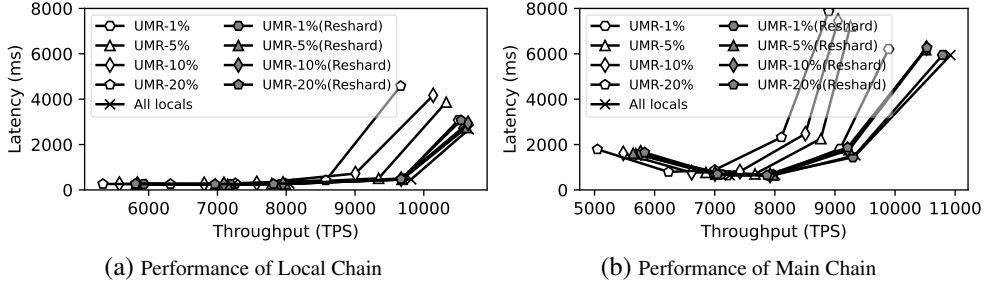 8000
6000
4000
2000
0
Latency (ms)
UMR-1%
UMR-5%
UMR-10%
UMR-20%
All locals
UMR-1%(Reshard)
UMR-5%(Reshard)
UMR-10%(Reshard)
UMR-20%(Reshard)
6000 7000 8000 9000 10000
Throughput (TPS)
(a) Performance of Local Chain
8000
6000
4000
2000
0
Latency (ms)
UMR-1%
UMR-5%
UMR-10%
UMR-20%
All locals
UMR-1%(Reshard)
UMR-5%(Reshard)
UMR-10%(Reshard)
UMR-20%(Reshard)
5000 6000 7000 8000 9000 10000 11000
Throughput (TPS)
(b) Performance of Main Chain